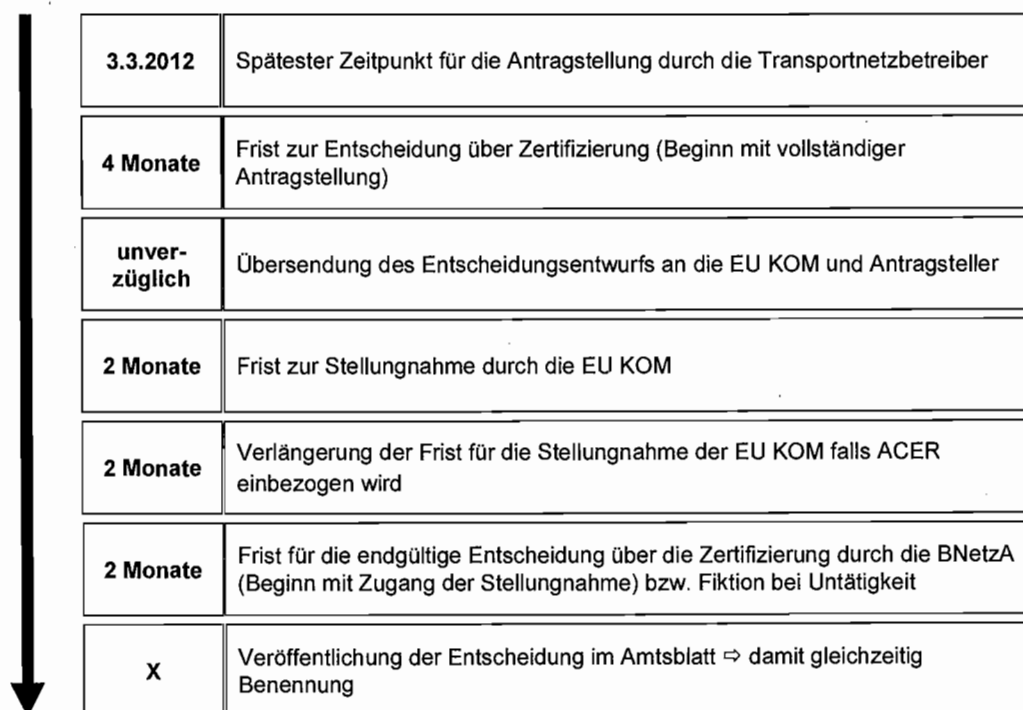 3.3.2012 Spätester Zeitpunkt für die Antragstellung durch die Transportnetzbetreiber
4 Monate
Frist zur Entscheidung über Zertifizierung (Beginn mit vollständiger
Antragstellung)
unver-
züglich
Übersendung des Entscheidungsentwurfs an die EU KOM und Antragsteller
2 Monate Frist zur Stellungnahme durch die EU KOM
2 Monate
Verlängerung der Frist für die Stellungnahme der EU KOM falls ACER
einbezogen wird
2 Monate
Frist für die endgültige Entscheidung über die Zertifizierung durch die BNetzA
(Beginn mit Zugang der Stellungnahme) bzw. Fiktion bei Untätigkeit
X
Veröffentlichung der Entscheidung im Amtsblatt ⇨ damit gleichzeitig
Benennung